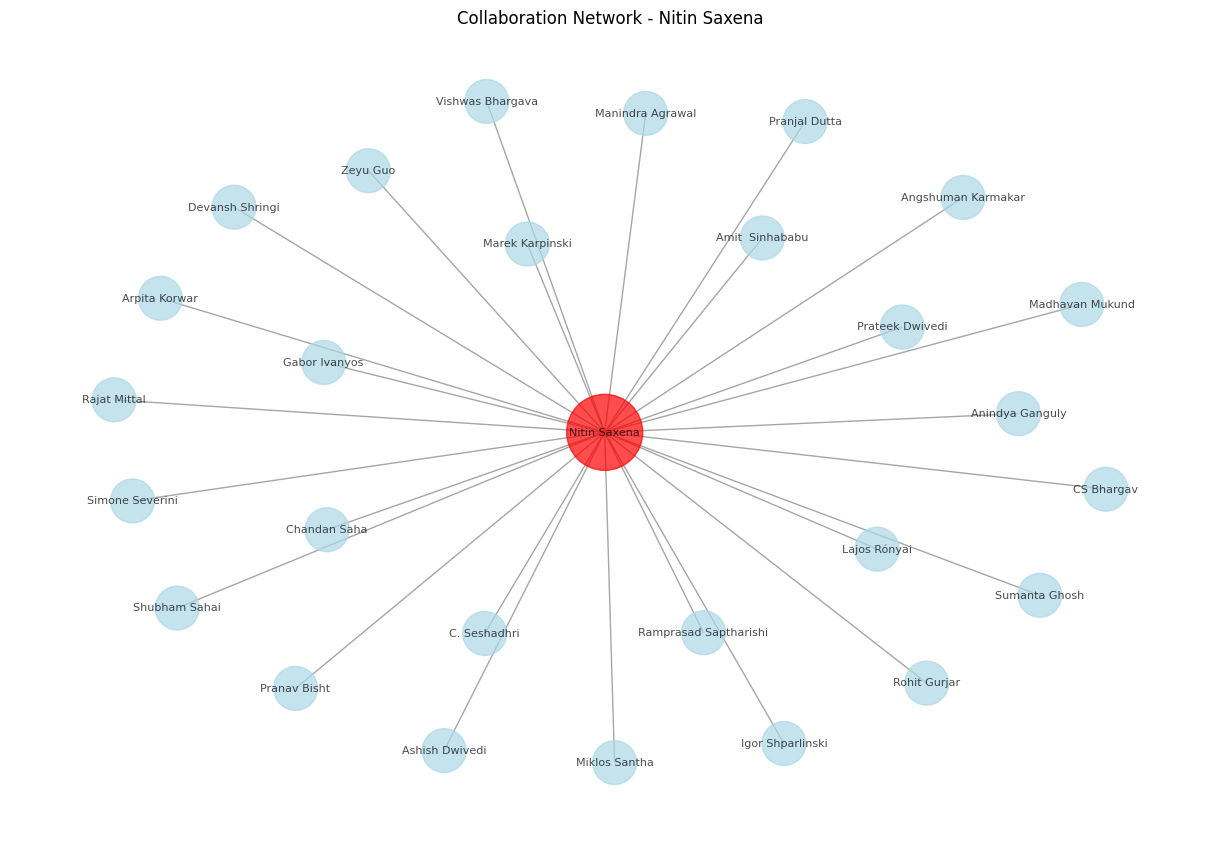 Collaboration Network - Nitin Saxena
Vishwas Bhargava
Manindra Agrawal
Pranjal Dutta
Zeyu Guo
Angshuman Karmakar
Devansh Shringi
Amit  Sinhababu
Marek Karpinski
Arpita Korwar
Madhavan Mukund
Prateek Dwivedi
Gabor Ivanyos
Rajat Mittal
Anindya Ganguly
Nitin Saxena
CS Bhargav
Simone Severini
Chandan Saha
Lajos Rónyai
Sumanta Ghosh
Shubham Sahai
C. Seshadhri
Ramprasad Saptharishi
Rohit Gurjar
Pranav Bisht
Igor Shparlinski
Ashish Dwivedi
Miklos Santha